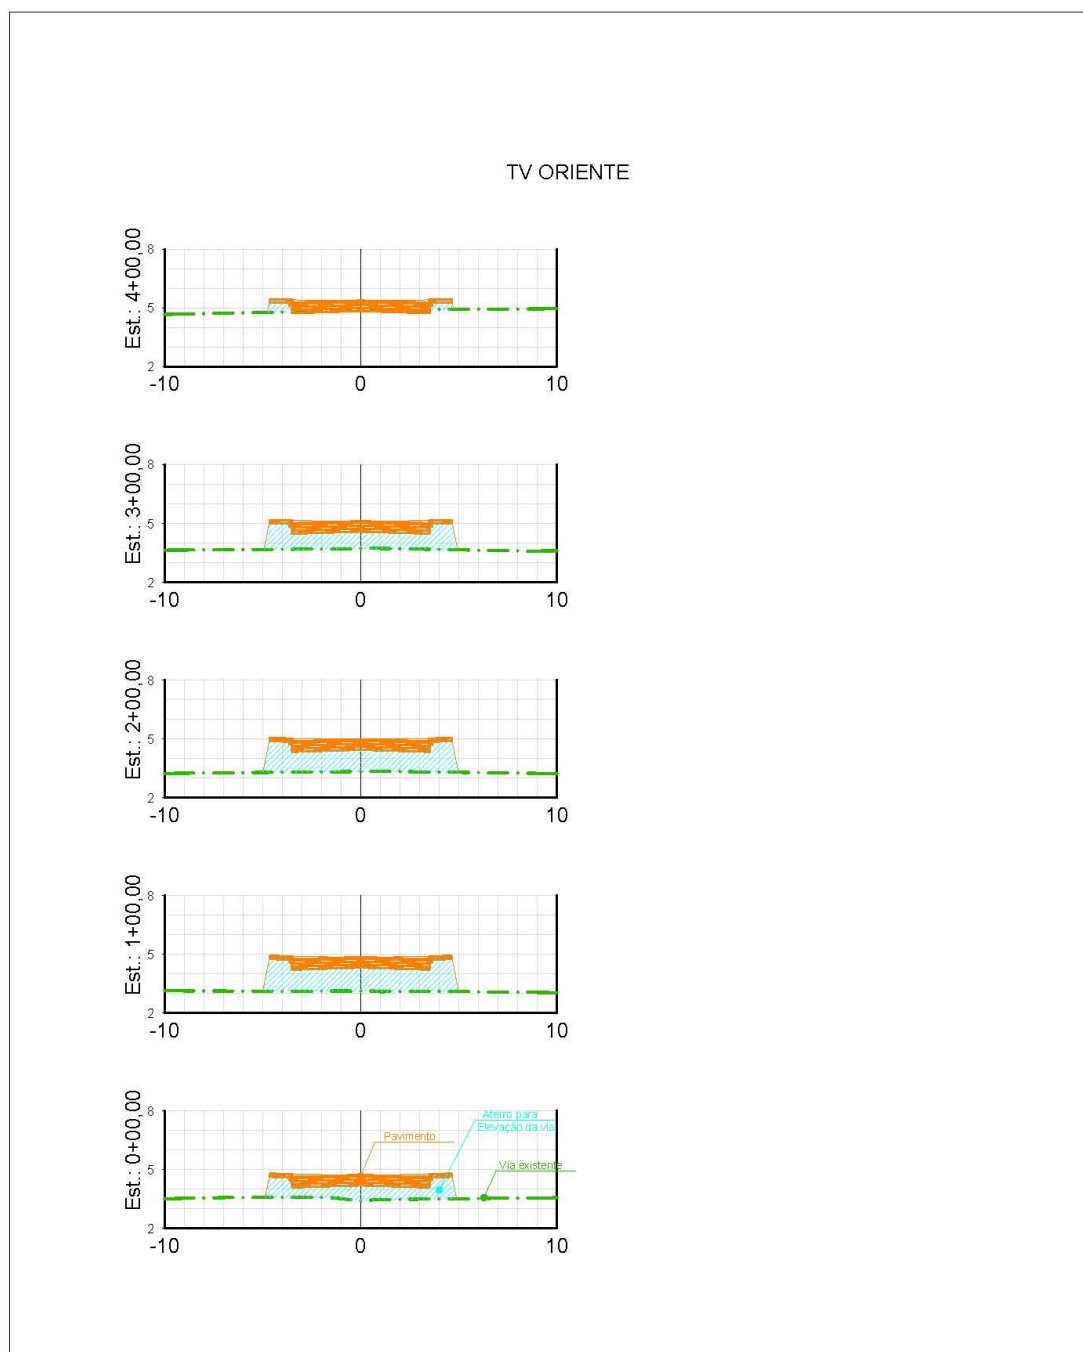 TV ORIENTE
Est.: 4+00,00
8
5
2
-10 0 10
Est.: 3+00,00
8
5
2
-10 0 10
Est.: 2+00,00
8
5
2
-10 0 10
Est.: 1+00,00
8
5
2
-10 0 10
Est.: 0+00,00
8
5
2
Aterro para
Elevação da via
Pavimento
Via existente
-10 0 10